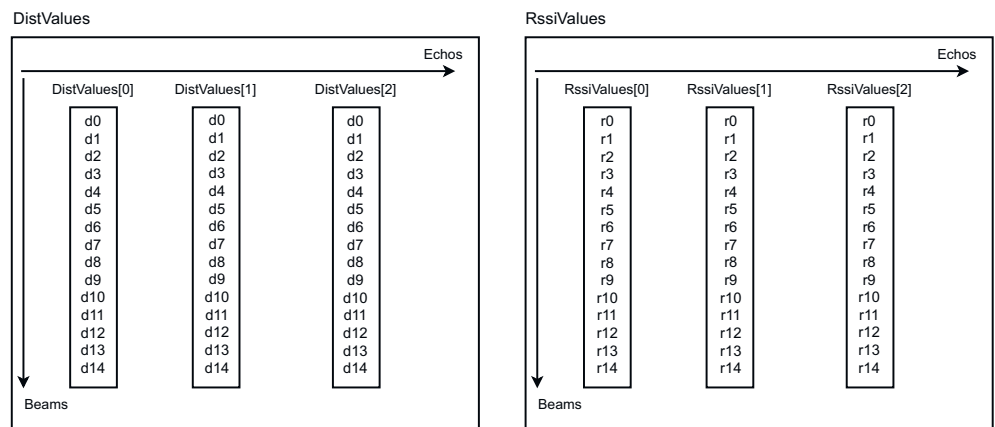 DistValues
Echos
DistValues[0] DistValues[1] DistValues[2]
d0 d0 d0
d1 d1 d1
d2 d2 d2
d3 d3 d3
d4 d4 d4
d5 d5 d5
d6 d6 d6
d7 d7 d7
d8 d8 d8
d9 d9 d9
d10 d10 d10
d11 d11 d11
d12 d12 d12
d13 d13 d13
d14 d14 d14
Beams
RssiValues
Echos
RssiValues[0] RssiValues[1] RssiValues[2]
r0 r0 r0
r1 r1 r1
r2 r2 r2
r3 r3 r3
r4 r4 r4
r5 r5 r5
r6 r6 r6
r7 r7 r7
r8 r8 r8
r9 r9 r9
r10 r10 r10
r11 r11 r11
r12 r12 r12
r13 r13 r13
r14 r14 r14
Beams